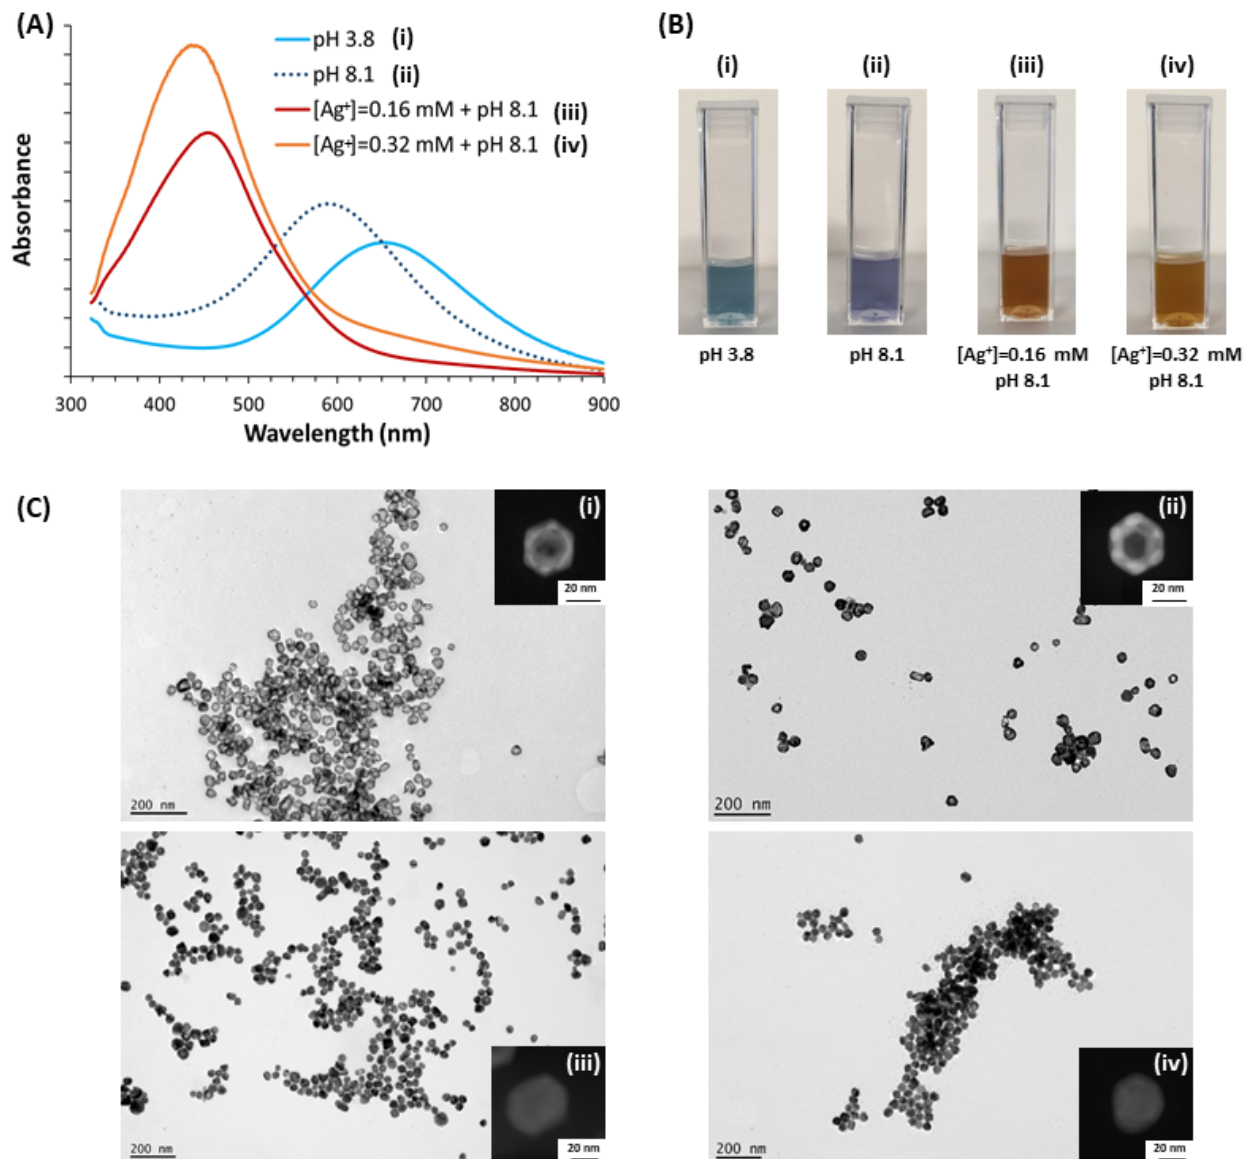 (A)
pH 3.8 (i)
pH 8.1 (ii)
[Ag⁺]=0.16 mM + pH 8.1 (iii)
[Ag⁺]=0.32 mM + pH 8.1 (iv)
Absorbance
300 400 500 600 700 800 900
Wavelength (nm)
(B)
(i) (ii) (iii) (iv)
pH 3.8
pH 8.1
[Ag⁺]=0.16 mM
pH 8.1
[Ag⁺]=0.32 mM
pH 8.1
(C)
(i)
20 nm
200 nm
(ii)
20 nm
200 nm
(iii)
20 nm
200 nm
(iv)
20 nm
200 nm